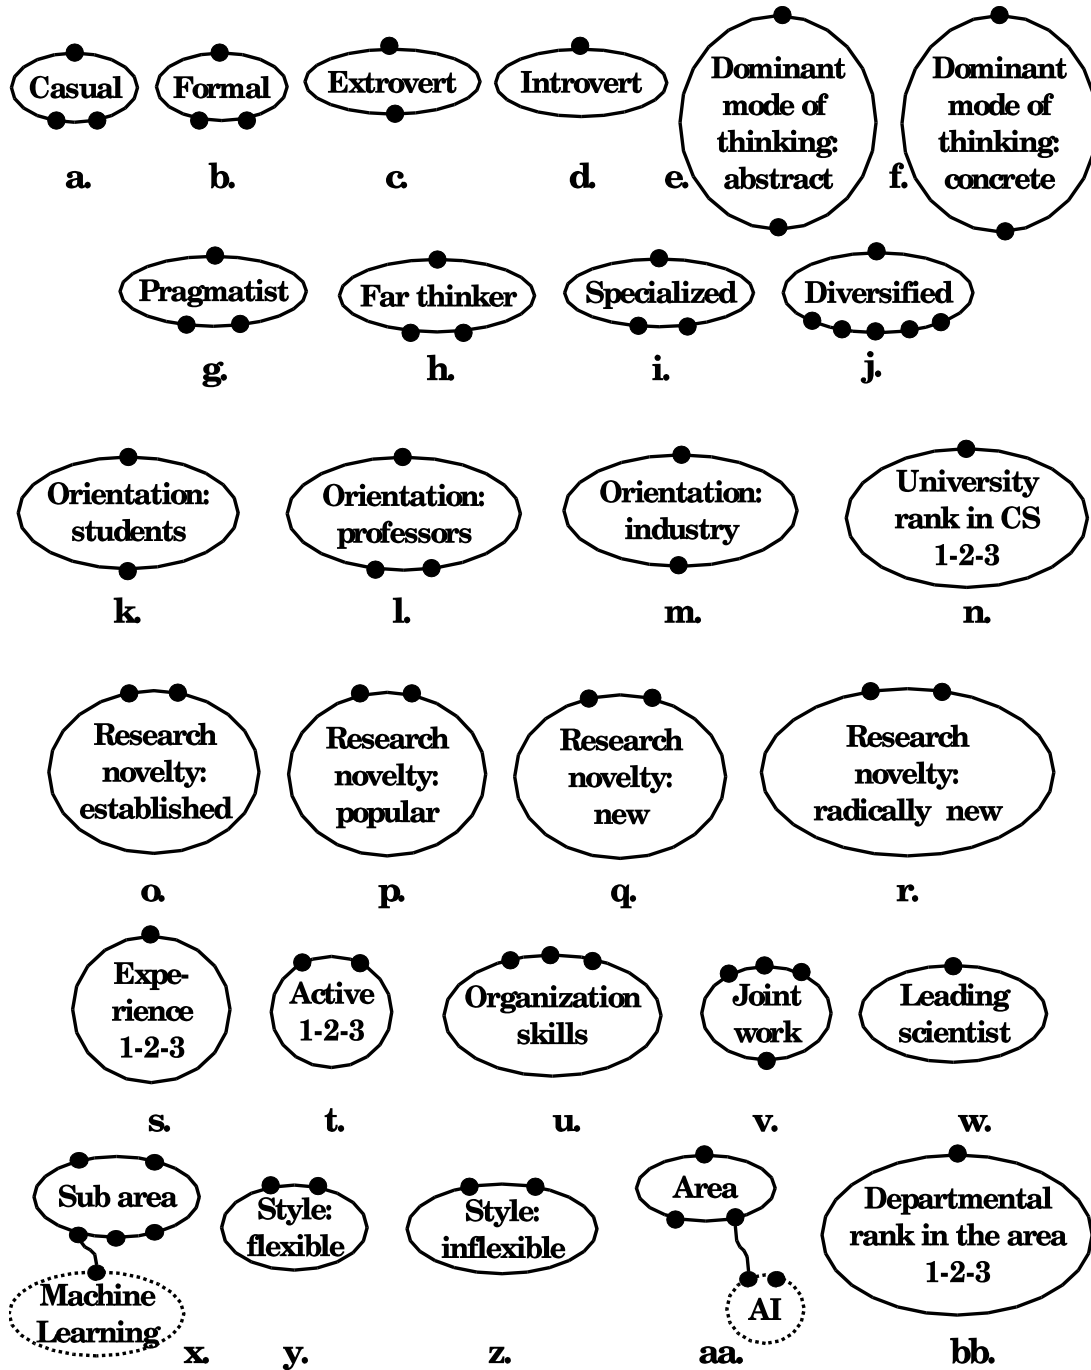 Casual
Formal
Extrovert
Introvert
Dominant
mode of
thinking:
abstract
Dominant
mode of
thinking:
concrete
a.
b.
c.
d.
e.
f.
Pragmatist
Far thinker
Specialized
Diversified
g.
h.
i.
j.
Orientation:
students
Orientation:
professors
Orientation:
industry
University
rank in CS
1-2-3
k.
l.
m.
n.
Research
novelty:
established
Research
novelty:
popular
Research
novelty:
new
Research
novelty:
radically new
o.
p.
q.
r.
Expe-
rience
1-2-3
Active
1-2-3
Organization
skills
Joint
work
Leading
scientist
s.
t.
u.
v.
w.
Sub area
Machine
Learning
Style:
flexible
Style:
inflexible
Area
AI
Departmental
rank in the area
1-2-3
x.
y.
z.
aa.
bb.